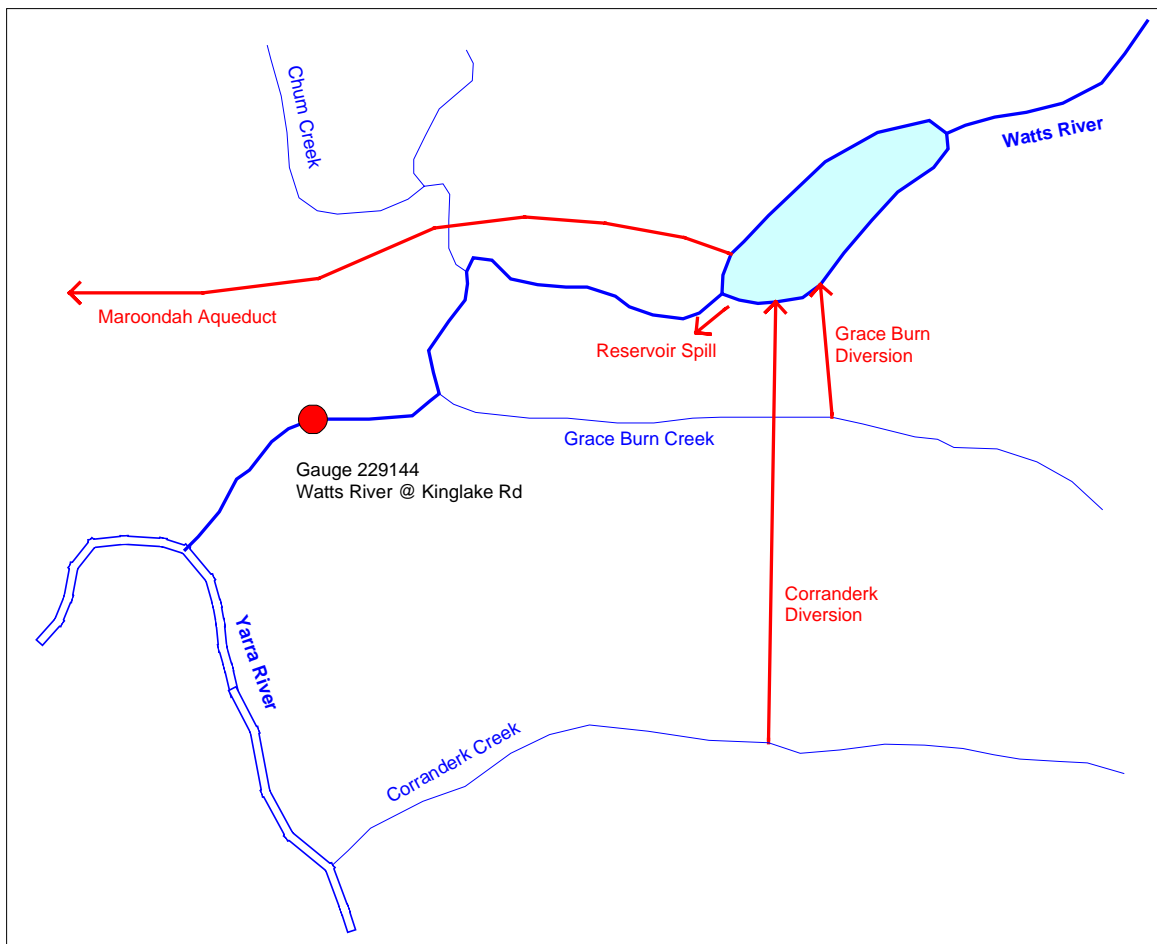 Chum Creek
Watts River
Maroondah Aqueduct
Reservoir Spill
Grace Burn
Diversion
Grace Burn Creek
Gauge 229144
Watts River @ Kinglake Rd
Corranderk
Diversion
Yarra River
Corranderk Creek